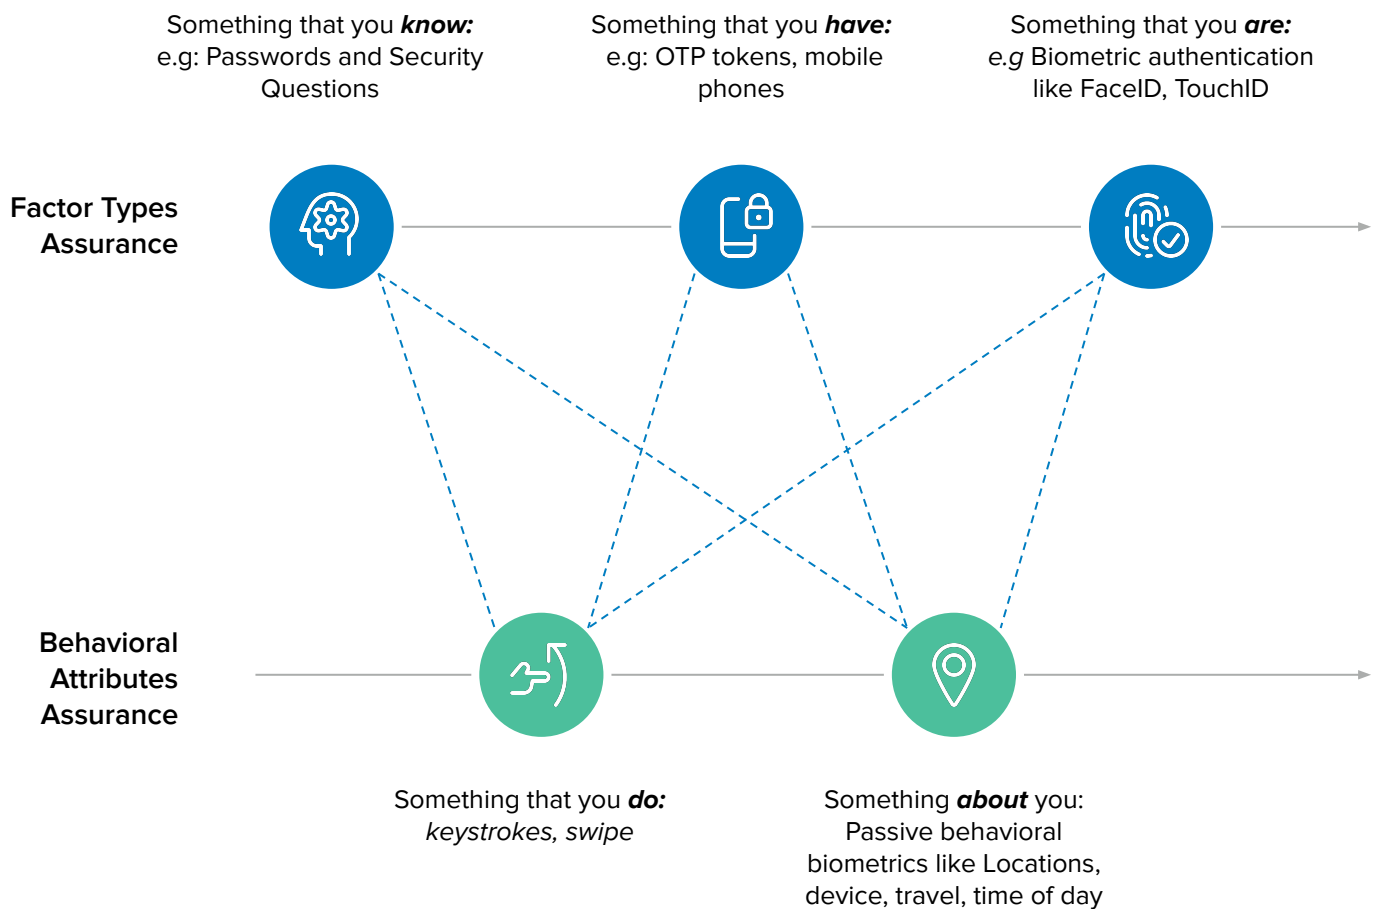 Something that you know:
e.g: Passwords and Security
Questions
Something that you have:
e.g: OTP tokens, mobile
phones
Something that you are:
e.g Biometric authentication
like FaceID, TouchID
Factor Types
Assurance
Behavioral
Attributes
Assurance
Something that you do:
keystrokes, swipe
Something about you:
Passive behavioral
biometrics like Locations,
device, travel, time of day